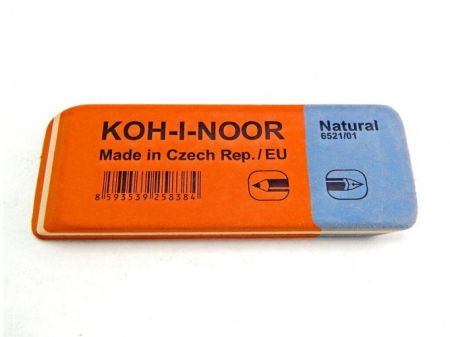 KOH-I-NOOR
Made in Czech Rep./EU
8 593539 258384
Natural
6521/01